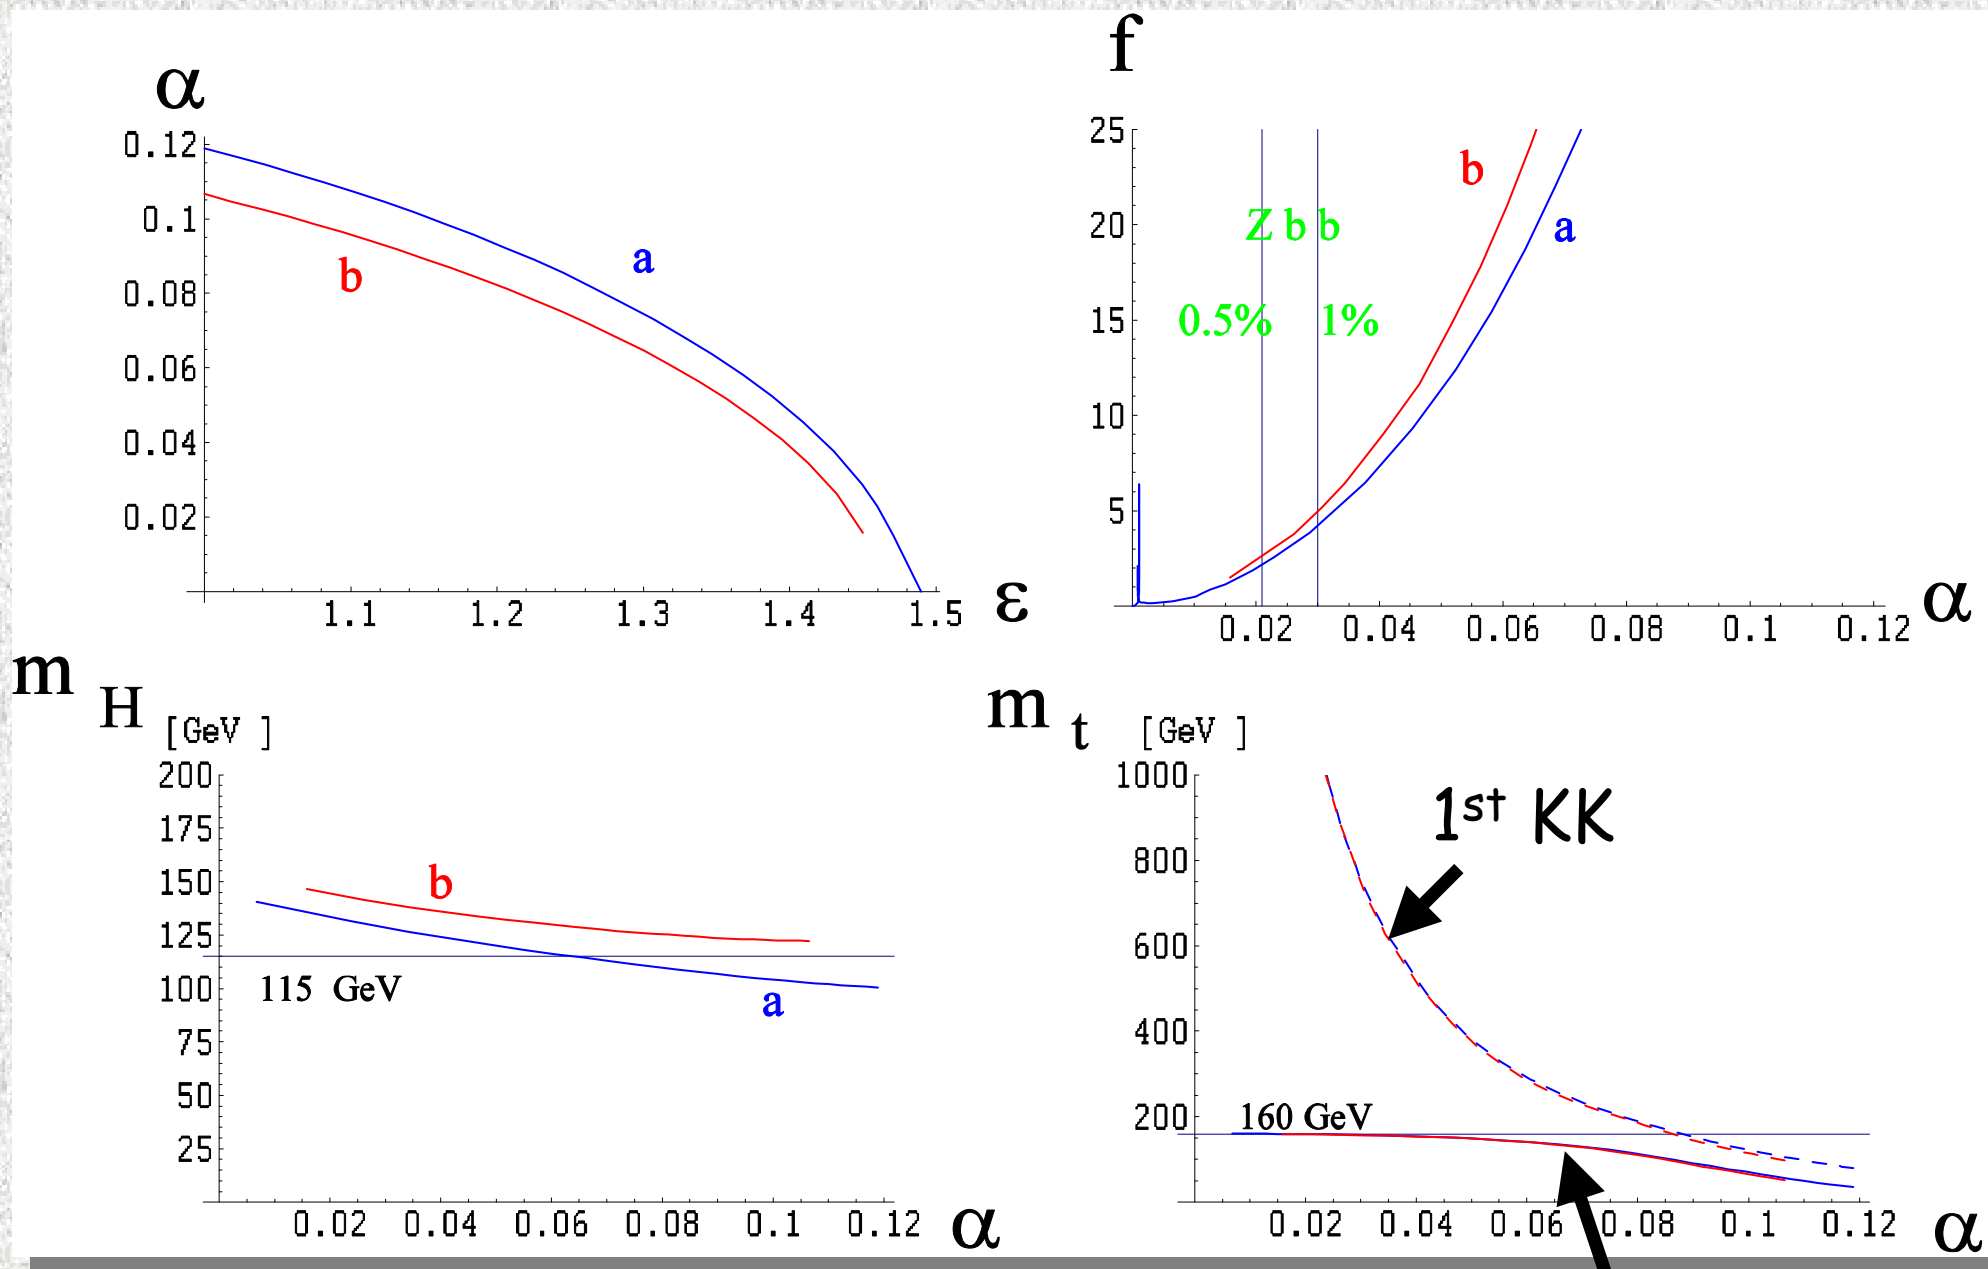 α
0.12
0.1
0.08
0.06
0.04
0.02
a
b
1.1 1.2 1.3 1.4 1.5
ε
f
25
20
15
10
5
b
a
Z b b
0.5% 1%
0.02 0.04 0.06 0.08 0.1 0.12
α
m H [GeV ]
200
175
150
125
100
75
50
25
b
115 GeV
a
0.02 0.04 0.06 0.08 0.1 0.12
α
m t [GeV ]
1000
800
600
400
200
1st KK
160 GeV
0.02 0.04 0.06 0.08 0.1 0.12
α